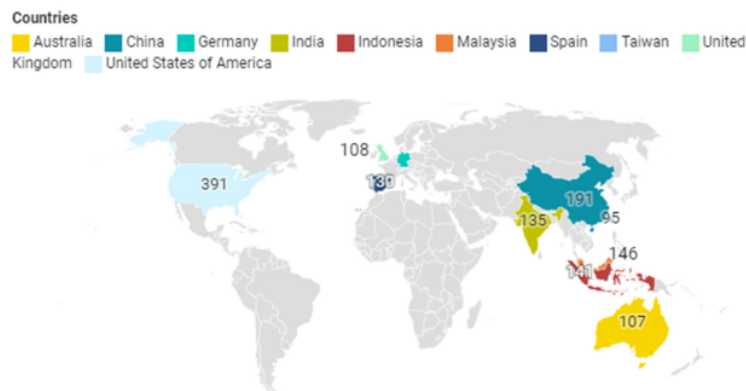 Countries
Australia China Germany India Indonesia Malaysia Spain Taiwan United
Kingdom United States of America
108
391
191
135
95
146
141
107